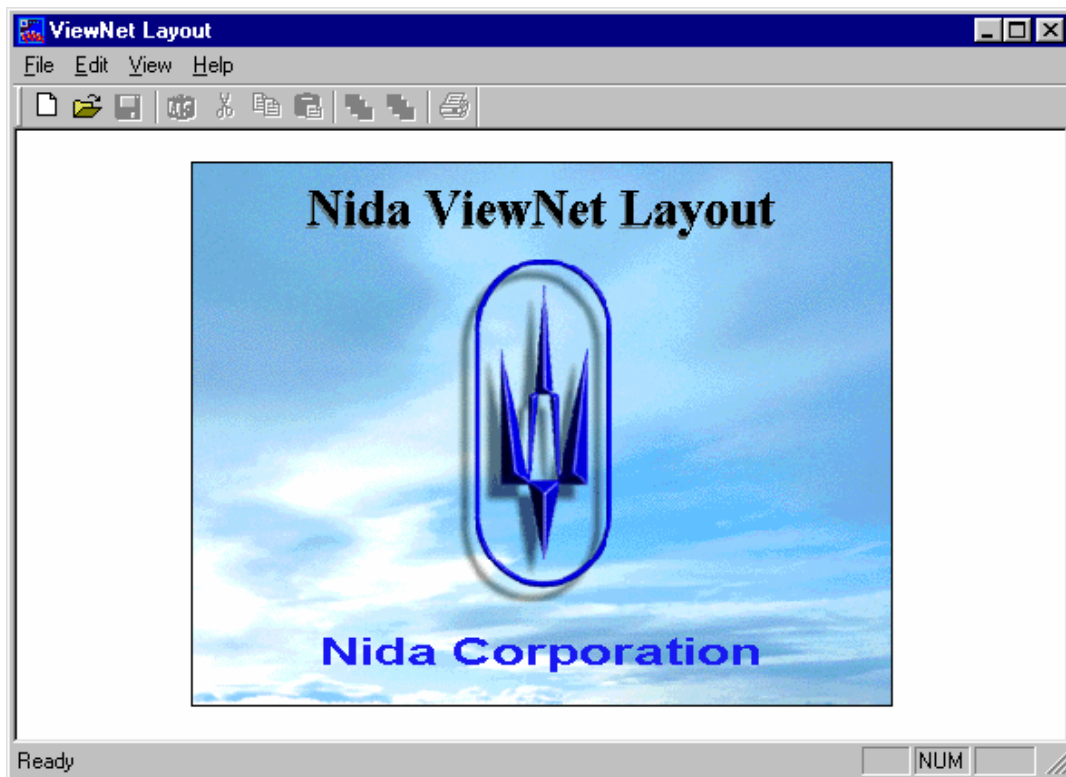 ViewNet Layout
File Edit View Help
Nida ViewNet Layout
Nida Corporation
Ready
NUM